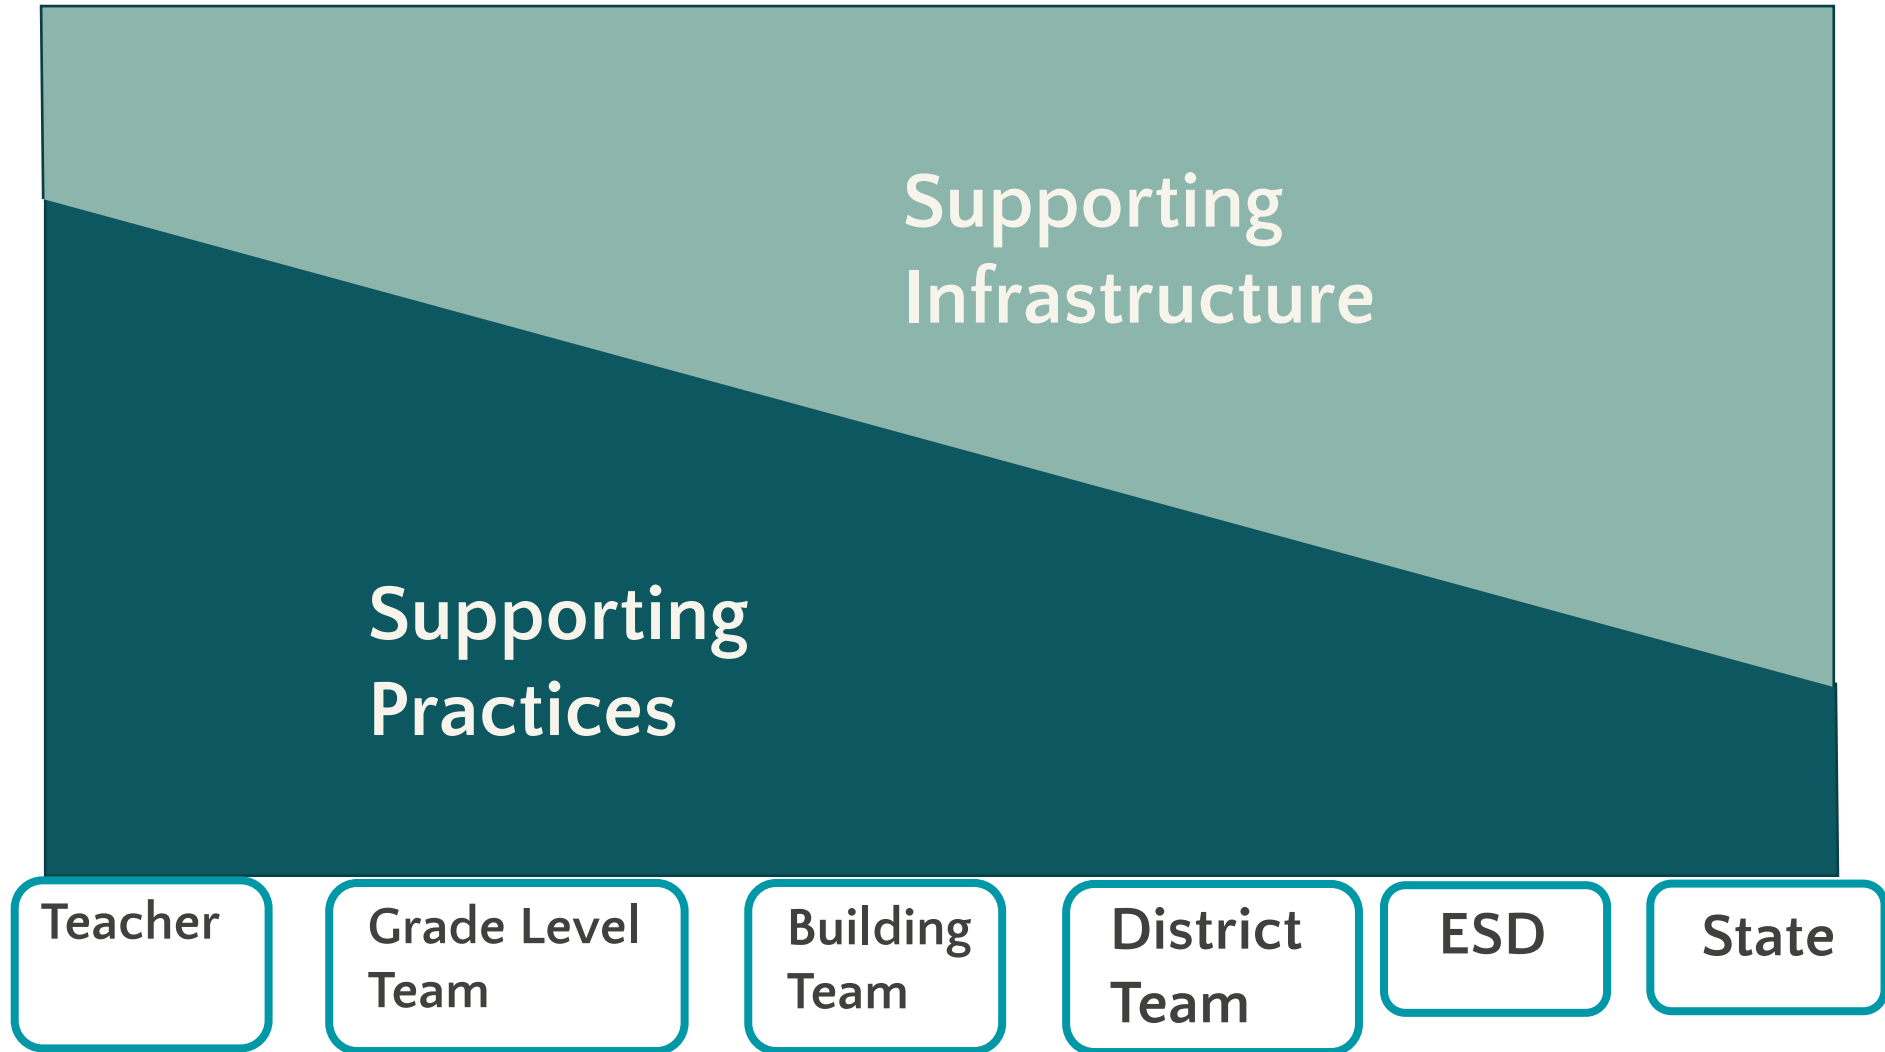 Supporting
Infrastructure
Supporting
Practices
Teacher
Grade Level
Team
Building
Team
District
Team
ESD
State